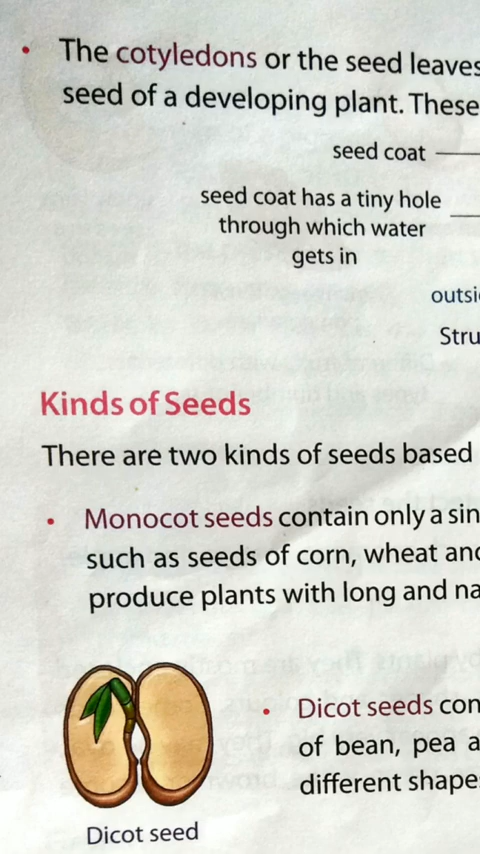 • The cotyledons or the seed leaves
seed of a developing plant. These
seed coat
seed coat has a tiny hole
through which water
gets in
outsi
Stru
Kinds of Seeds
There are two kinds of seeds based
• Monocot seeds contain only a sin
such as seeds of corn, wheat and
produce plants with long and na
• Dicot seeds con
of bean, pea a
different shapes
Dicot seed